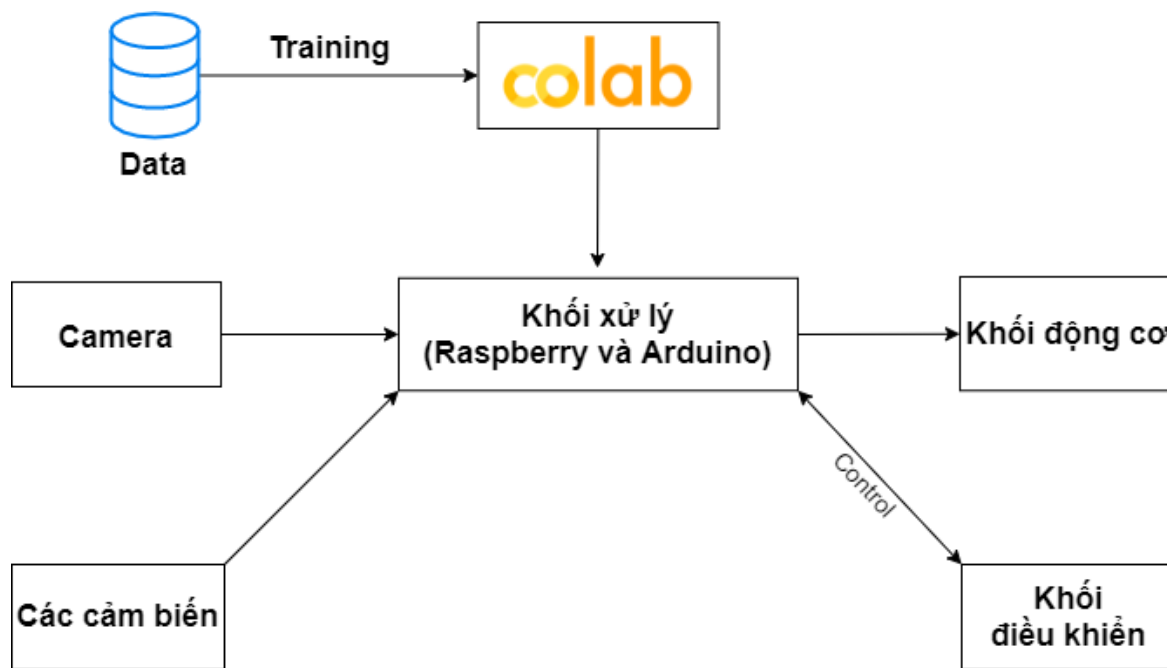 Training
colab
Data
Camera
Khối xử lý
(Raspberry và Arduino)
Khối động cơ
Control
Các cảm biến
Khối
điều khiển